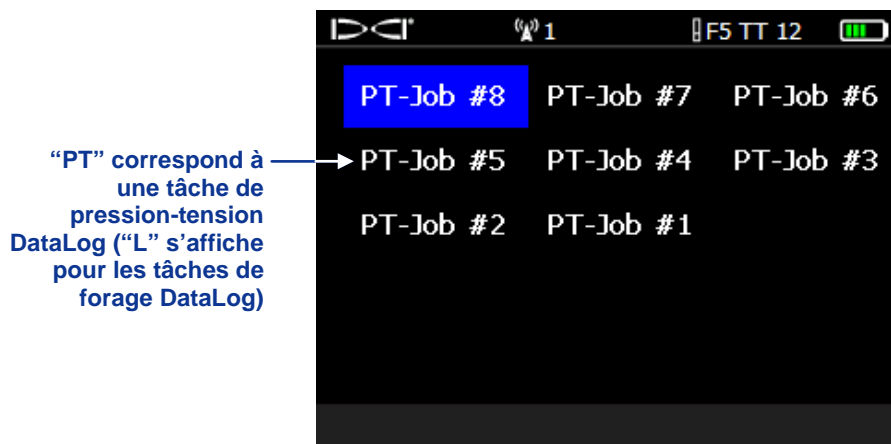 DCI
1
F5 TT 12
PT-Job #8 PT-Job #7 PT-Job #6
PT-Job #5 PT-Job #4 PT-Job #3
PT-Job #2 PT-Job #1
“PT” correspond à
une tâche de
pression-tension
DataLog (“L” s’affiche
pour les tâches de
forage DataLog)